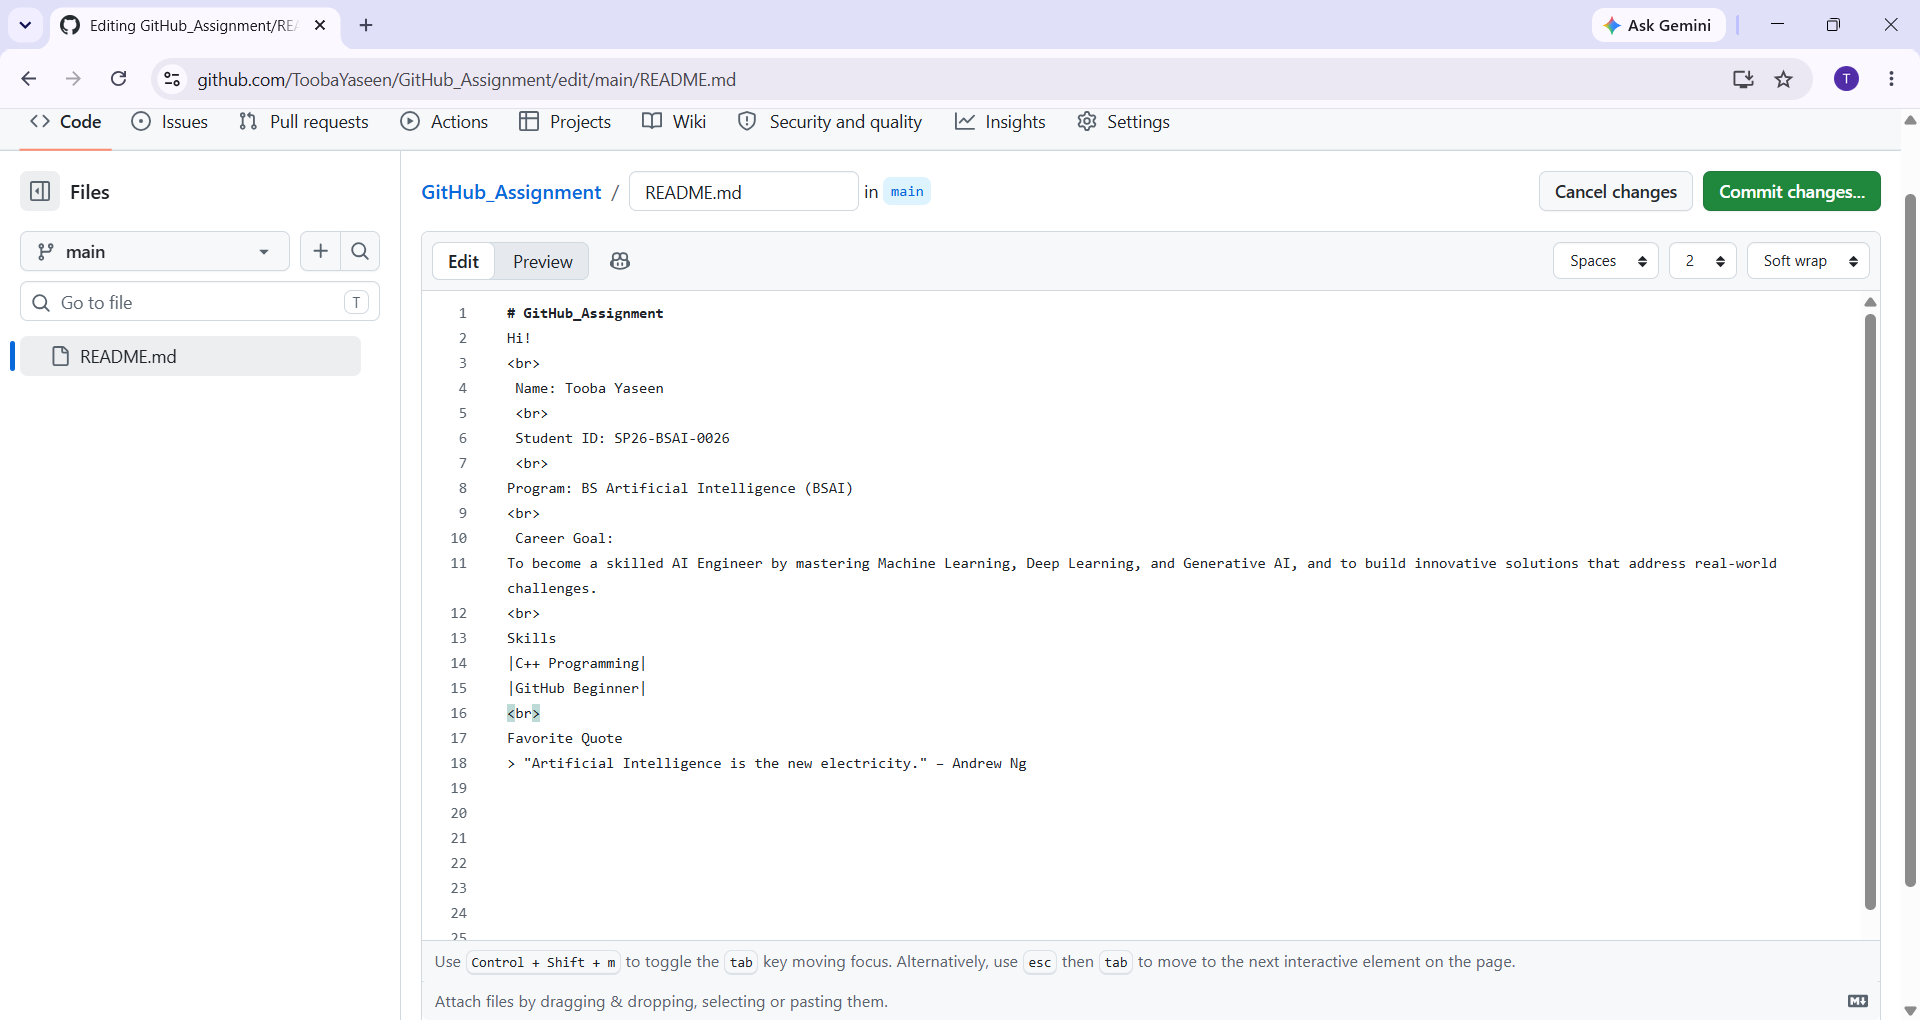 Editing GitHub_Assignment/REA
Ask Gemini
github.com/ToobaYaseen/GitHub_Assignment/edit/main/README.md
T
Code Issues Pull requests Actions Projects Wiki Security and quality Insights Settings
Files
GitHub_Assignment / README.md in main
Cancel changes Commit changes...
main
Go to file T
README.md
Edit Preview
Spaces 2 Soft wrap
1 # GitHub_Assignment
2 Hi!
3 <br>
4 Name: Tooba Yaseen
5 <br>
6 Student ID: SP26-BSAI-0026
7 <br>
8 Program: BS Artificial Intelligence (BSAI)
9 <br>
10 Career Goal:
11 To become a skilled AI Engineer by mastering Machine Learning, Deep Learning, and Generative AI, and to build innovative solutions that address real-world
challenges.
12 <br>
13 Skills
14 |C++ Programming|
15 |GitHub Beginner|
16 <br>
17 Favorite Quote
18 > "Artificial Intelligence is the new electricity." – Andrew Ng
19
20
21
22
23
24
25
Use Control + Shift + m to toggle the tab key moving focus. Alternatively, use esc then tab to move to the next interactive element on the page.
Attach files by dragging & dropping, selecting or pasting them.